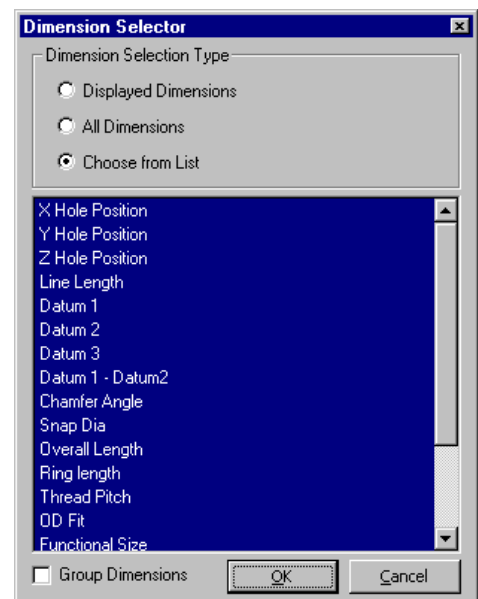 Dimension Selector
Dimension Selection Type
Displayed Dimensions
All Dimensions
Choose from List
X Hole Position
Y Hole Position
Z Hole Position
Line Length
Datum 1
Datum 2
Datum 3
Datum 1 - Datum2
Chamfer Angle
Snap Dia
Overall Length
Ring length
Thread Pitch
OD Fit
Functional Size
Group Dimensions
OK
Cancel